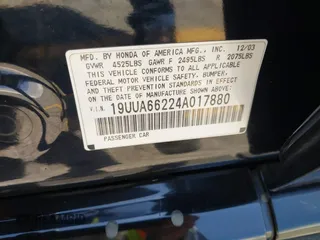 MFD. BY HONDA OF AMERICA MFG., INC. 12/03
GVWR 4525LBS GAWR F 2495LBS R 2075LBS
THIS VEHICLE CONFORMS TO ALL APPLICABLE
FEDERAL MOTOR VEHICLE SAFETY, BUMPER,
AND THEFT PREVENTION STANDARDS IN EFFECT
ON THE DATE OF MANUFACTURE SHOWN ABOVE.
V.I.N. 19UUA66224A017880
PASSENGER CAR